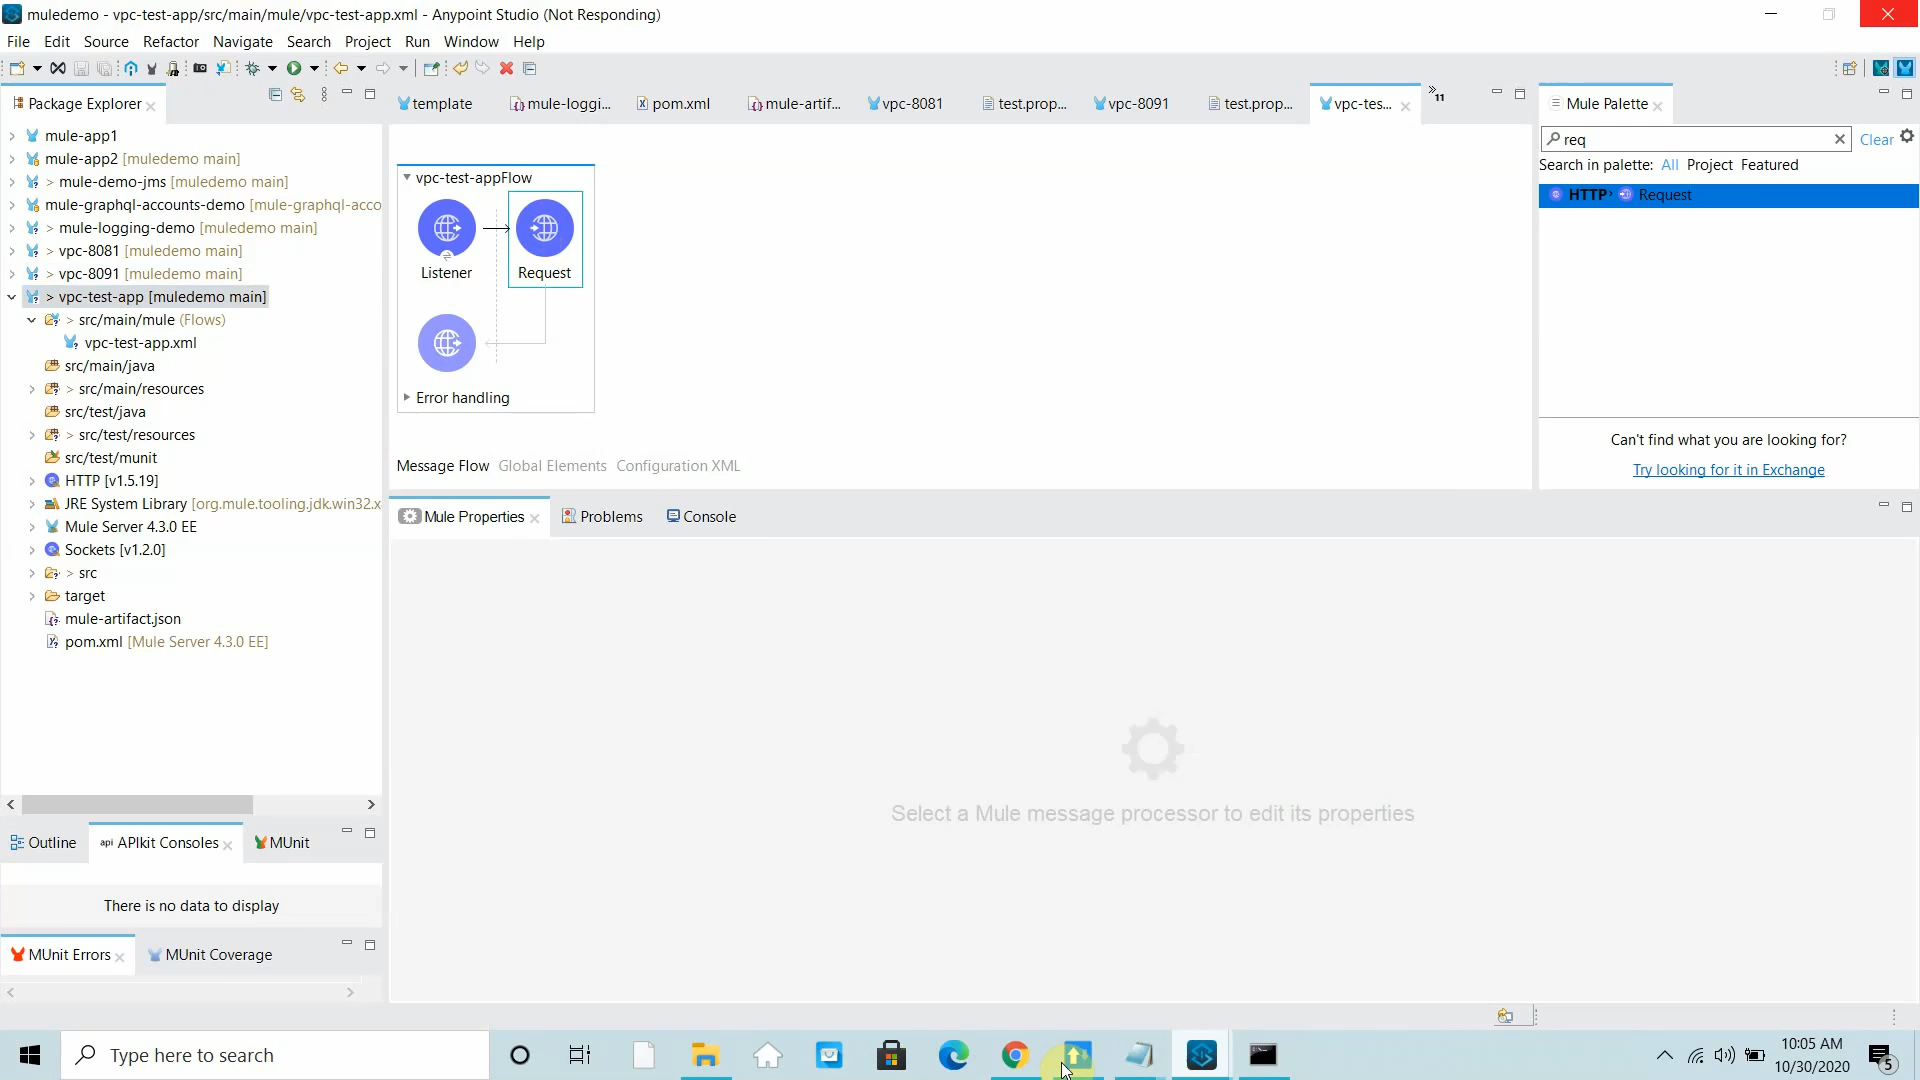 muledemo - vpc-test-app/src/main/mule/vpc-test-app.xml - Anypoint Studio (Not Responding)
File Edit Source Refactor Navigate Search Project Run Window Help
Package Explorer
template
mule-loggi...
pom.xml
mule-artif...
vpc-8081
test.prop...
vpc-8091
test.prop...
vpc-tes...
11
Mule Palette
mule-app1
mule-app2 [muledemo main]
> mule-demo-jms [muledemo main]
mule-graphql-accounts-demo [mule-graphql-acco
> mule-logging-demo [muledemo main]
> vpc-8081 [muledemo main]
> vpc-8091 [muledemo main]
> vpc-test-app [muledemo main]
> src/main/mule (Flows)
vpc-test-app.xml
src/main/java
> src/main/resources
src/test/java
> src/test/resources
src/test/munit
HTTP [v1.5.19]
JRE System Library [org.mule.tooling.jdk.win32.x
Mule Server 4.3.0 EE
Sockets [v1.2.0]
> src
target
mule-artifact.json
pom.xml [Mule Server 4.3.0 EE]
vpc-test-appFlow
Listener
Request
Error handling
Message Flow Global Elements Configuration XML
req
Clear
Search in palette: All Project Featured
HTTP Request
Can't find what you are looking for?
Try looking for it in Exchange
Mule Properties
Problems
Console
Select a Mule message processor to edit its properties
Outline
api APIkit Consoles
MUnit
There is no data to display
MUnit Errors
MUnit Coverage
Type here to search
10:05 AM
10/30/2020
5